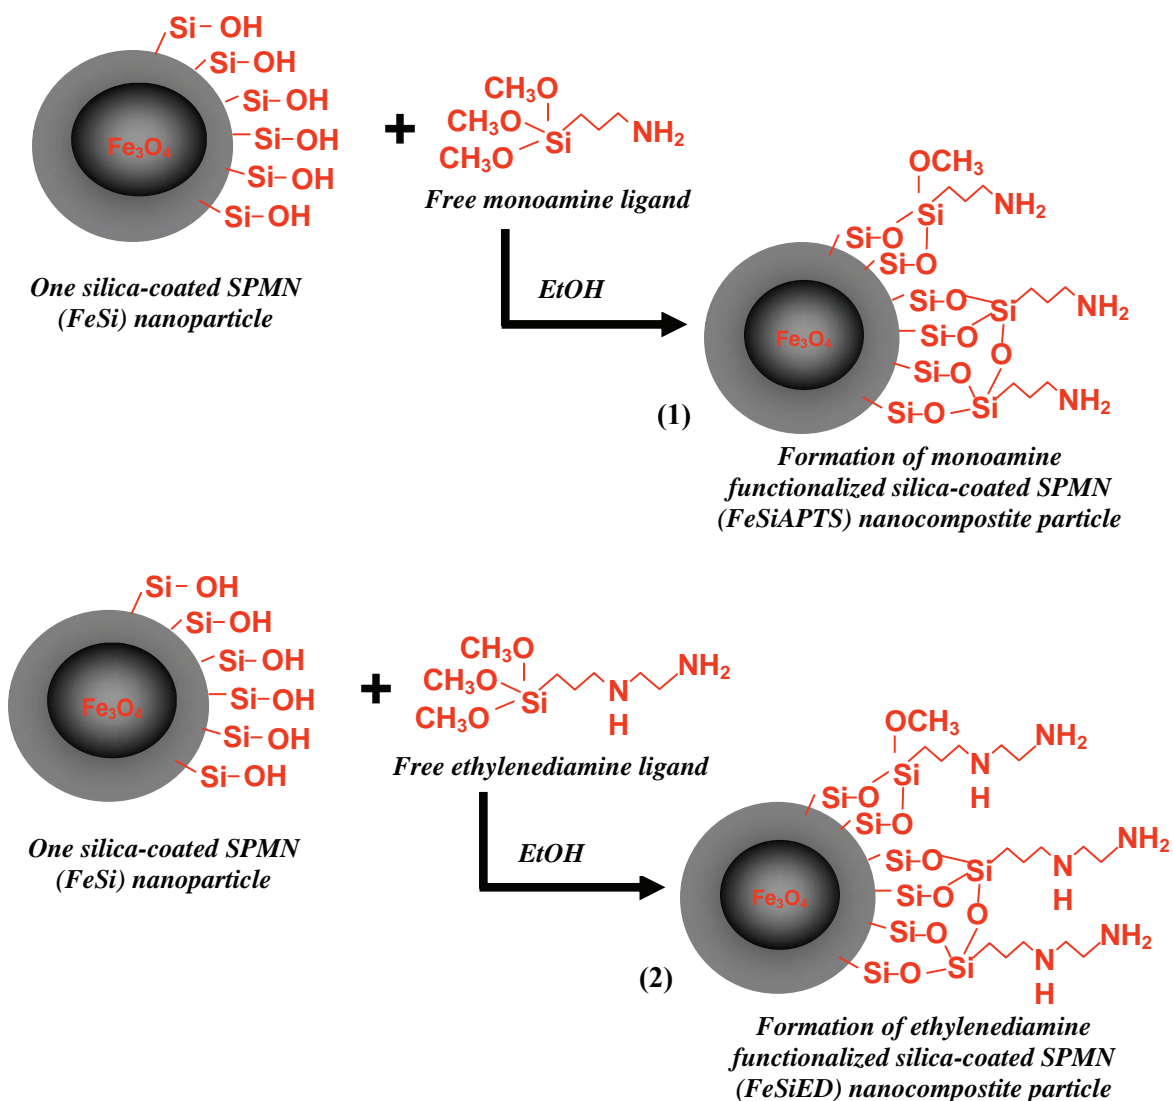 Si– OH
Si–OH
Si–OH
Si–OH
Si–OH
Si–OH
Fe₃O₄
+
CH₃O
CH₃O
CH₃O
Si
NH₂
Free monoamine ligand
One silica-coated SPMN
(FeSi) nanoparticle
EtOH
OCH₃
Si
NH₂
Si–O
Si–O
Si–O
Si
NH₂
Si–O
O
Si–O
Si
NH₂
Si–O
Fe₃O₄
(1)
Formation of monoamine
functionalized silica-coated SPMN
(FeSiAPTS) nanocompostite particle
Si– OH
Si–OH
Si–OH
Si–OH
Si–OH
Si–OH
Fe₃O₄
+
CH₃O
CH₃O
CH₃O
Si
N
H
NH₂
Free ethylenediamine ligand
One silica-coated SPMN
(FeSi) nanoparticle
EtOH
OCH₃
Si
N
H
NH₂
Si–O
Si–O
Si–O
Si
N
H
NH₂
Si–O
O
Si–O
Si
N
H
NH₂
Si–O
Fe₃O₄
(2)
Formation of ethylenediamine
functionalized silica-coated SPMN
(FeSiED) nanocompostite particle